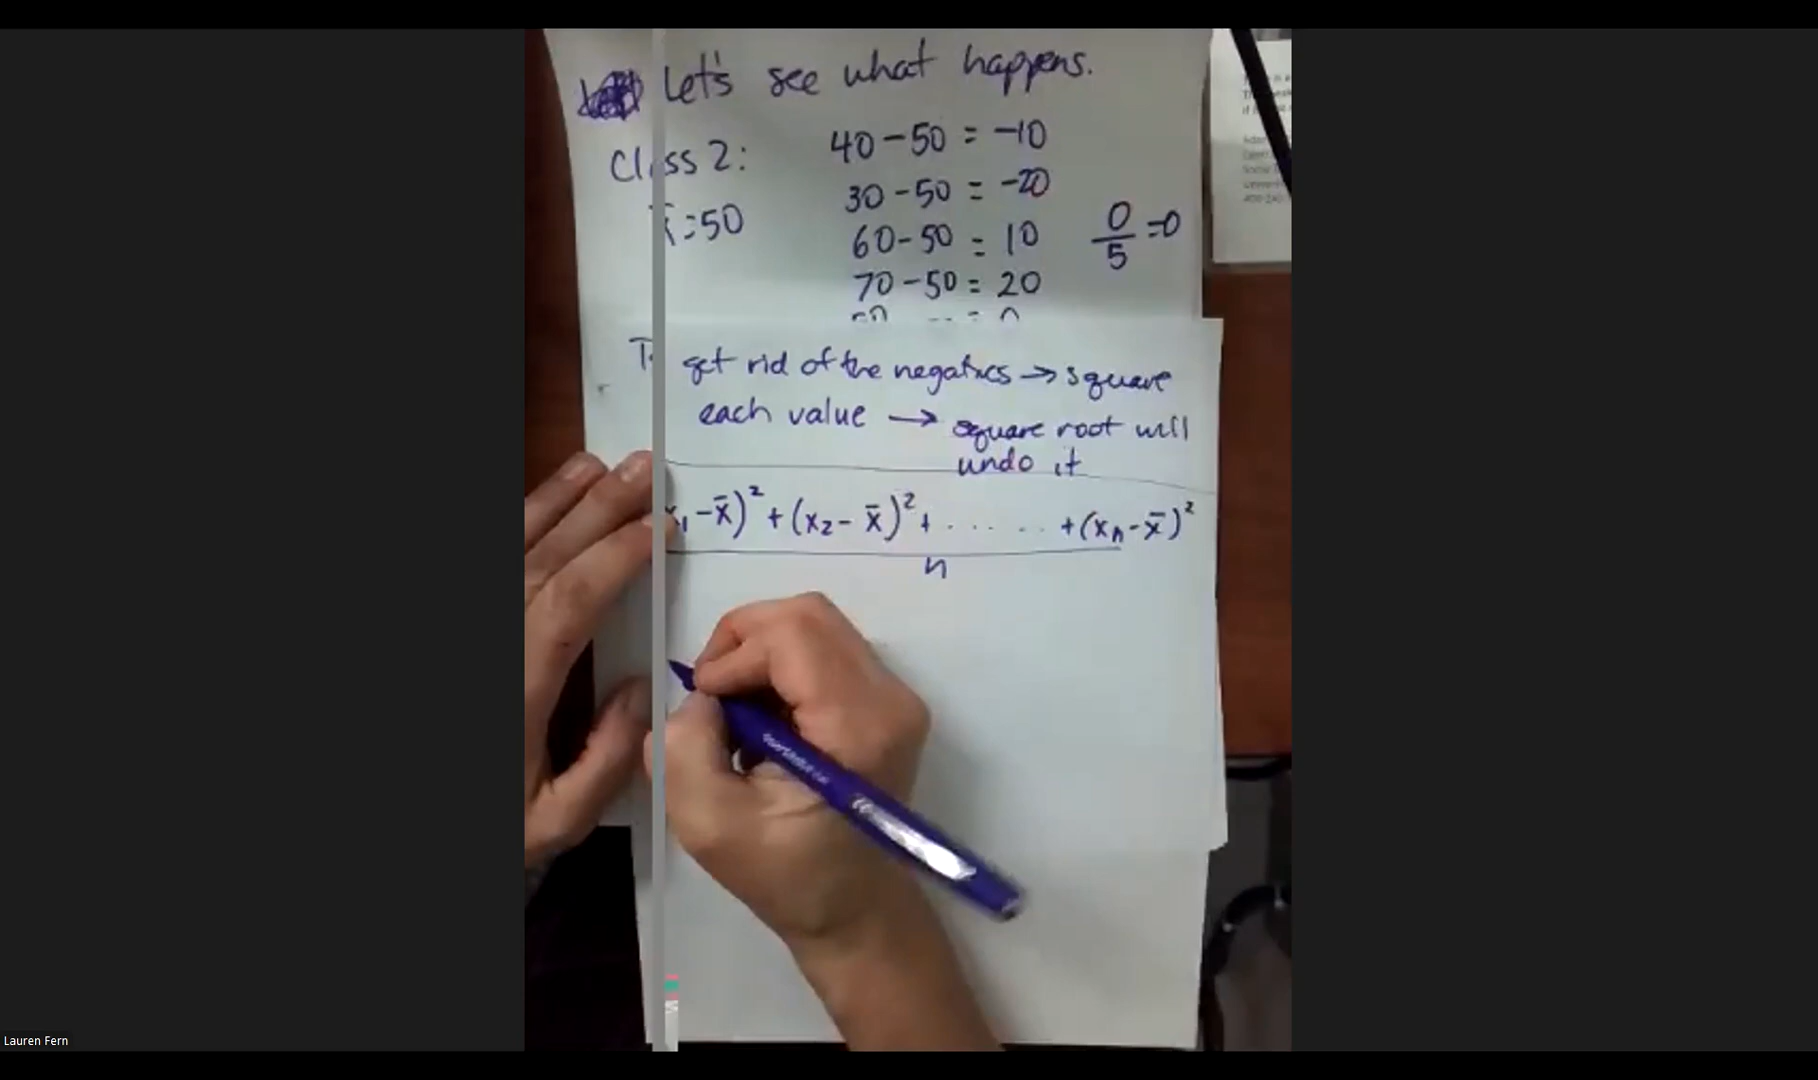 Let's see what happens.
Class 2:
x̄=50
40-50 = -10
30-50 = -20
60-50 = 10
70-50 = 20
0/5 =0
get rid of the negatives → square
each value → square root will
undo it
x₁ -x̄)² + (x₂ - x̄)² + . . . . . . + (xₙ - x̄)²
n
Lauren Fern